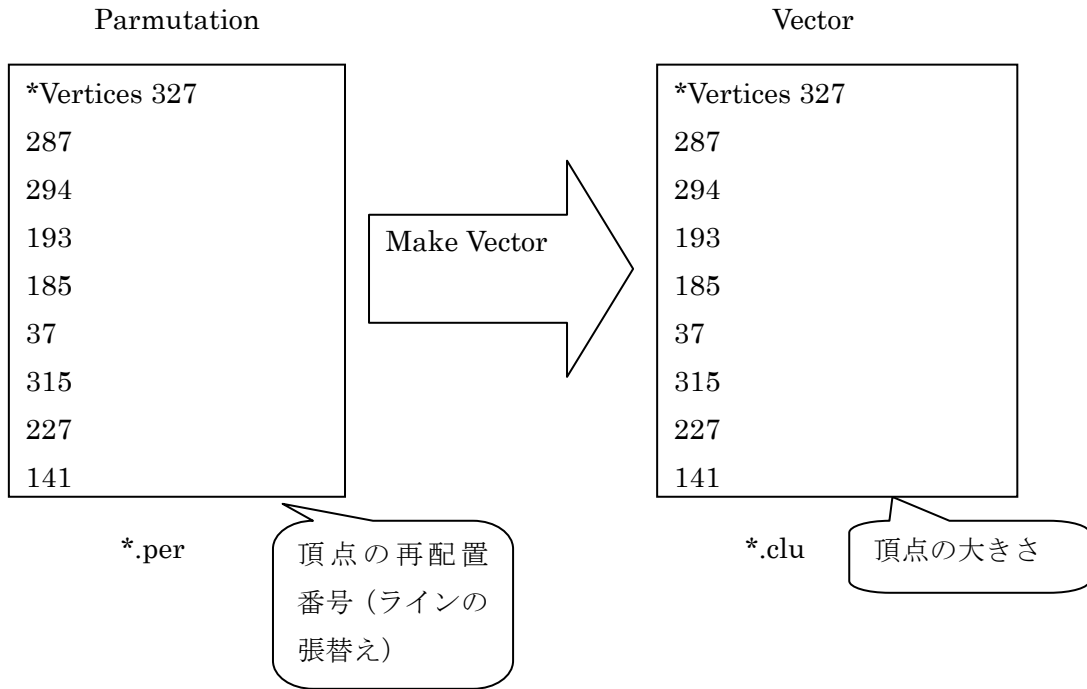 Parmutation
Vector
*Vertices 327
287
294
193
185
37
315
227
141
Make Vector
*Vertices 327
287
294
193
185
37
315
227
141
*.per
頂点の再配置
番号（ラインの
張替え）
*.clu
頂点の大きさ